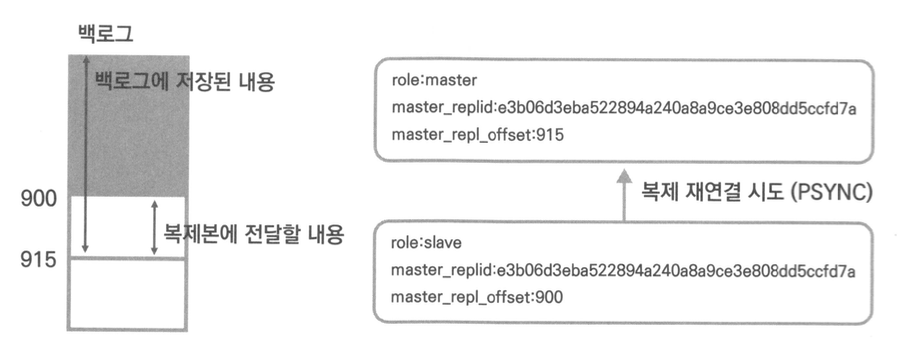 백로그
백로그에 저장된 내용
900
복제본에 전달할 내용
915
role:master
master_replid:e3b06d3eba522894a240a8a9ce3e808dd5ccfd7a
master_repl_offset:915
복제 재연결 시도 (PSYNC)
role:slave
master_replid:e3b06d3eba522894a240a8a9ce3e808dd5ccfd7a
master_repl_offset:900